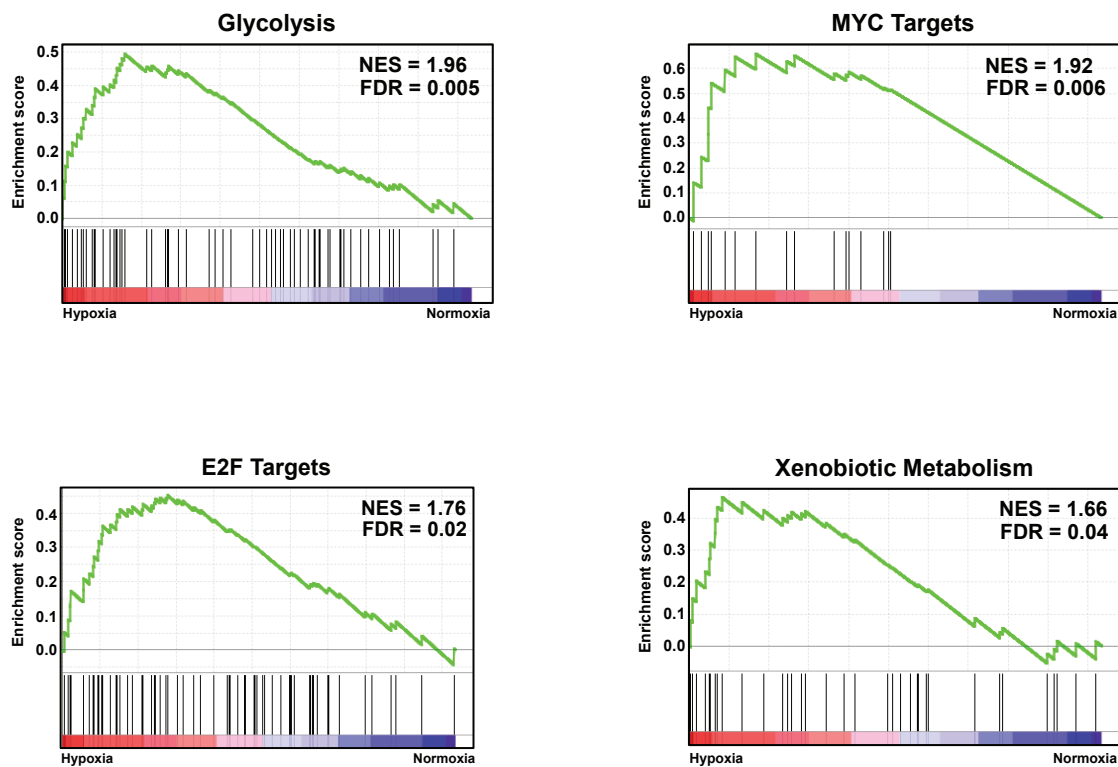 Glycolysis
NES = 1.96
FDR = 0.005
Enrichment score
0.5
0.4
0.3
0.2
0.1
0.0
Hypoxia Normoxia
MYC Targets
NES = 1.92
FDR = 0.006
Enrichment score
0.6
0.5
0.4
0.3
0.2
0.1
0.0
Hypoxia Normoxia
E2F Targets
NES = 1.76
FDR = 0.02
Enrichment score
0.4
0.3
0.2
0.1
0.0
Hypoxia Normoxia
Xenobiotic Metabolism
NES = 1.66
FDR = 0.04
Enrichment score
0.4
0.3
0.2
0.1
0.0
Hypoxia Normoxia